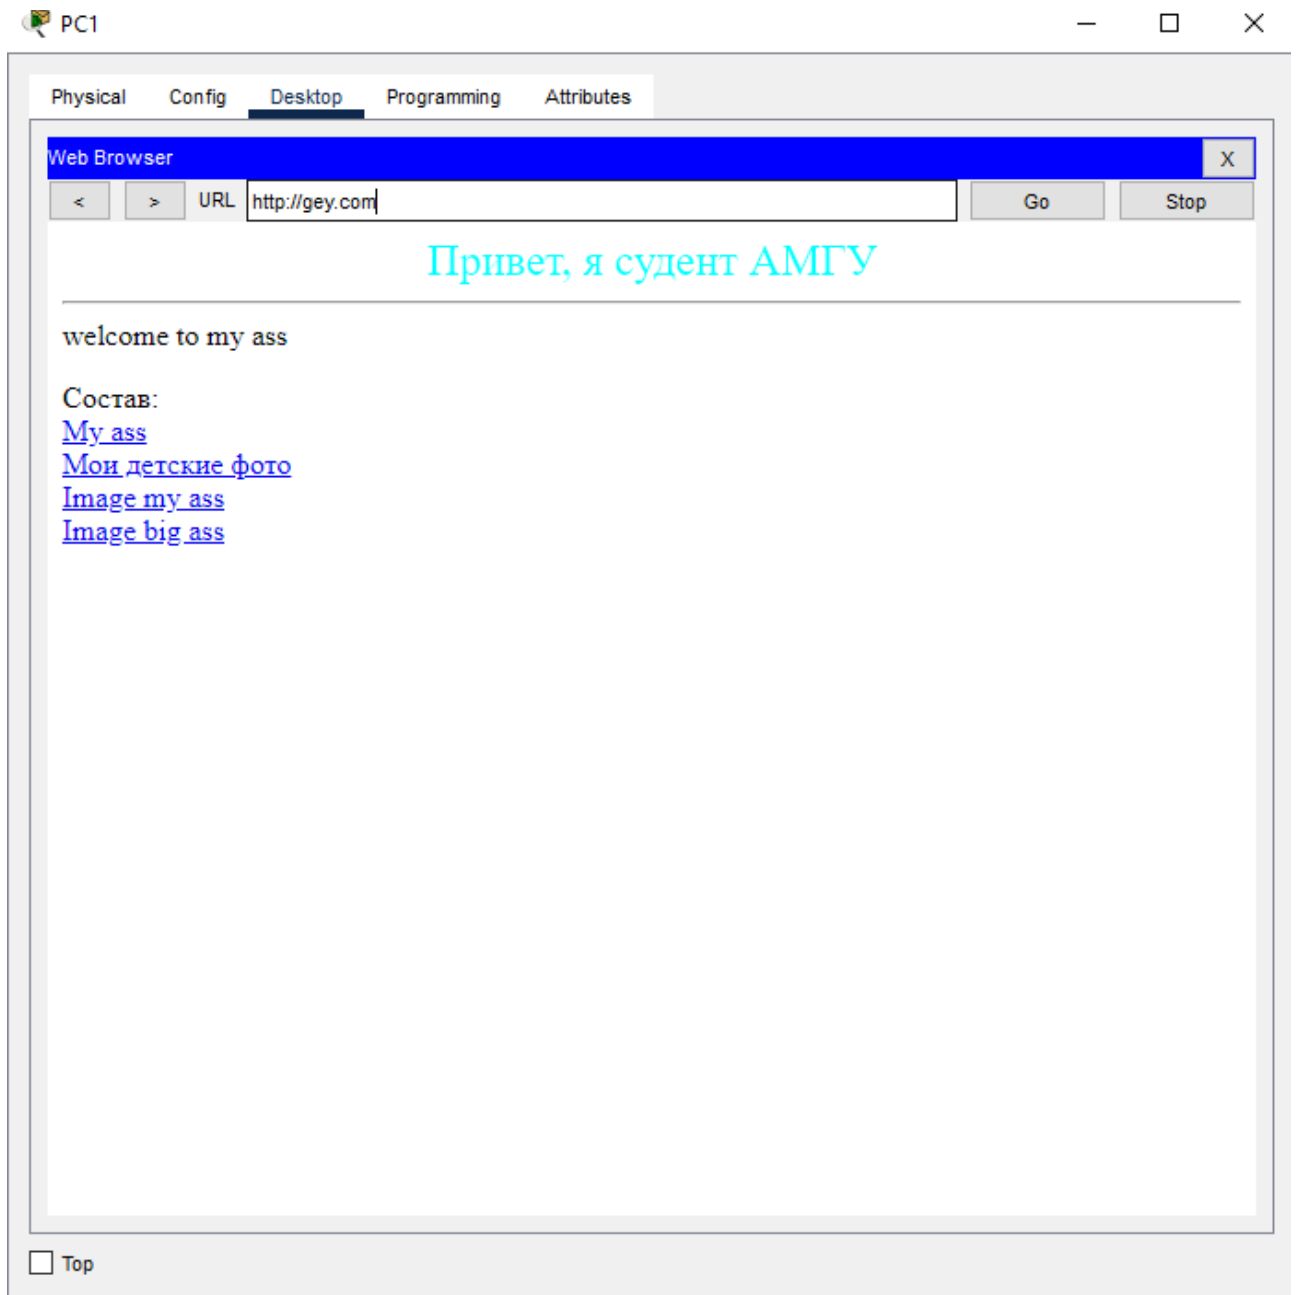 PC1
Physical Config Desktop Programming Attributes
Web Browser X
< > URL http://gey.com Go Stop
Привет, я судент АМГУ
welcome to my ass
Состав:
My ass
Мои детские фото
Image my ass
Image big ass
Top